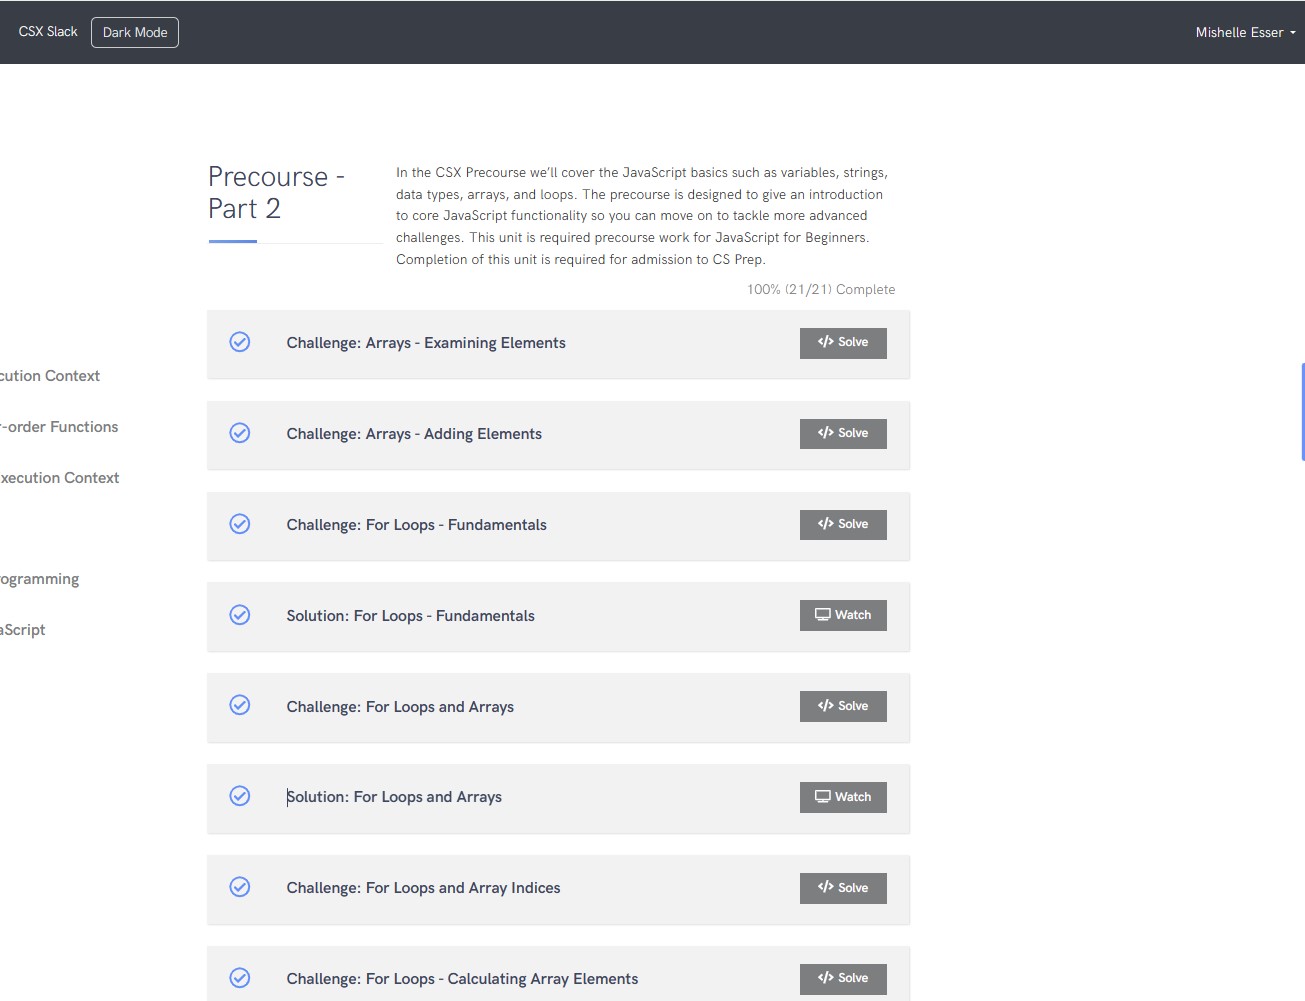 CSX Slack
Dark Mode
Mishelle Esser
Precourse -
Part 2
In the CSX Precourse we’ll cover the JavaScript basics such as variables, strings,
data types, arrays, and loops. The precourse is designed to give an introduction
to core JavaScript functionality so you can move on to tackle more advanced
challenges. This unit is required precourse work for JavaScript for Beginners.
Completion of this unit is required for admission to CS Prep.
100% (21/21) Complete
Challenge: Arrays - Examining Elements
</> Solve
cution Context
Challenge: Arrays - Adding Elements
</> Solve
-order Functions
xecution Context
Challenge: For Loops - Fundamentals
</> Solve
ogramming
Solution: For Loops - Fundamentals
Watch
aScript
Challenge: For Loops and Arrays
</> Solve
Solution: For Loops and Arrays
Watch
Challenge: For Loops and Array Indices
</> Solve
Challenge: For Loops - Calculating Array Elements
</> Solve